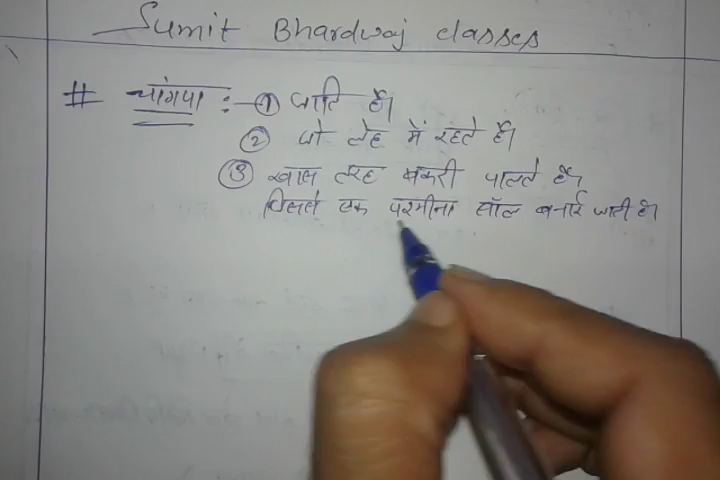 Sumit Bhardwaj classes
# चांगपा :- ① जाति है।
② जो लेह में रहते है।
③ खास तरह बकरी पालते है,
जिससे एक पश्मीना सॉल बनाई जाती है।